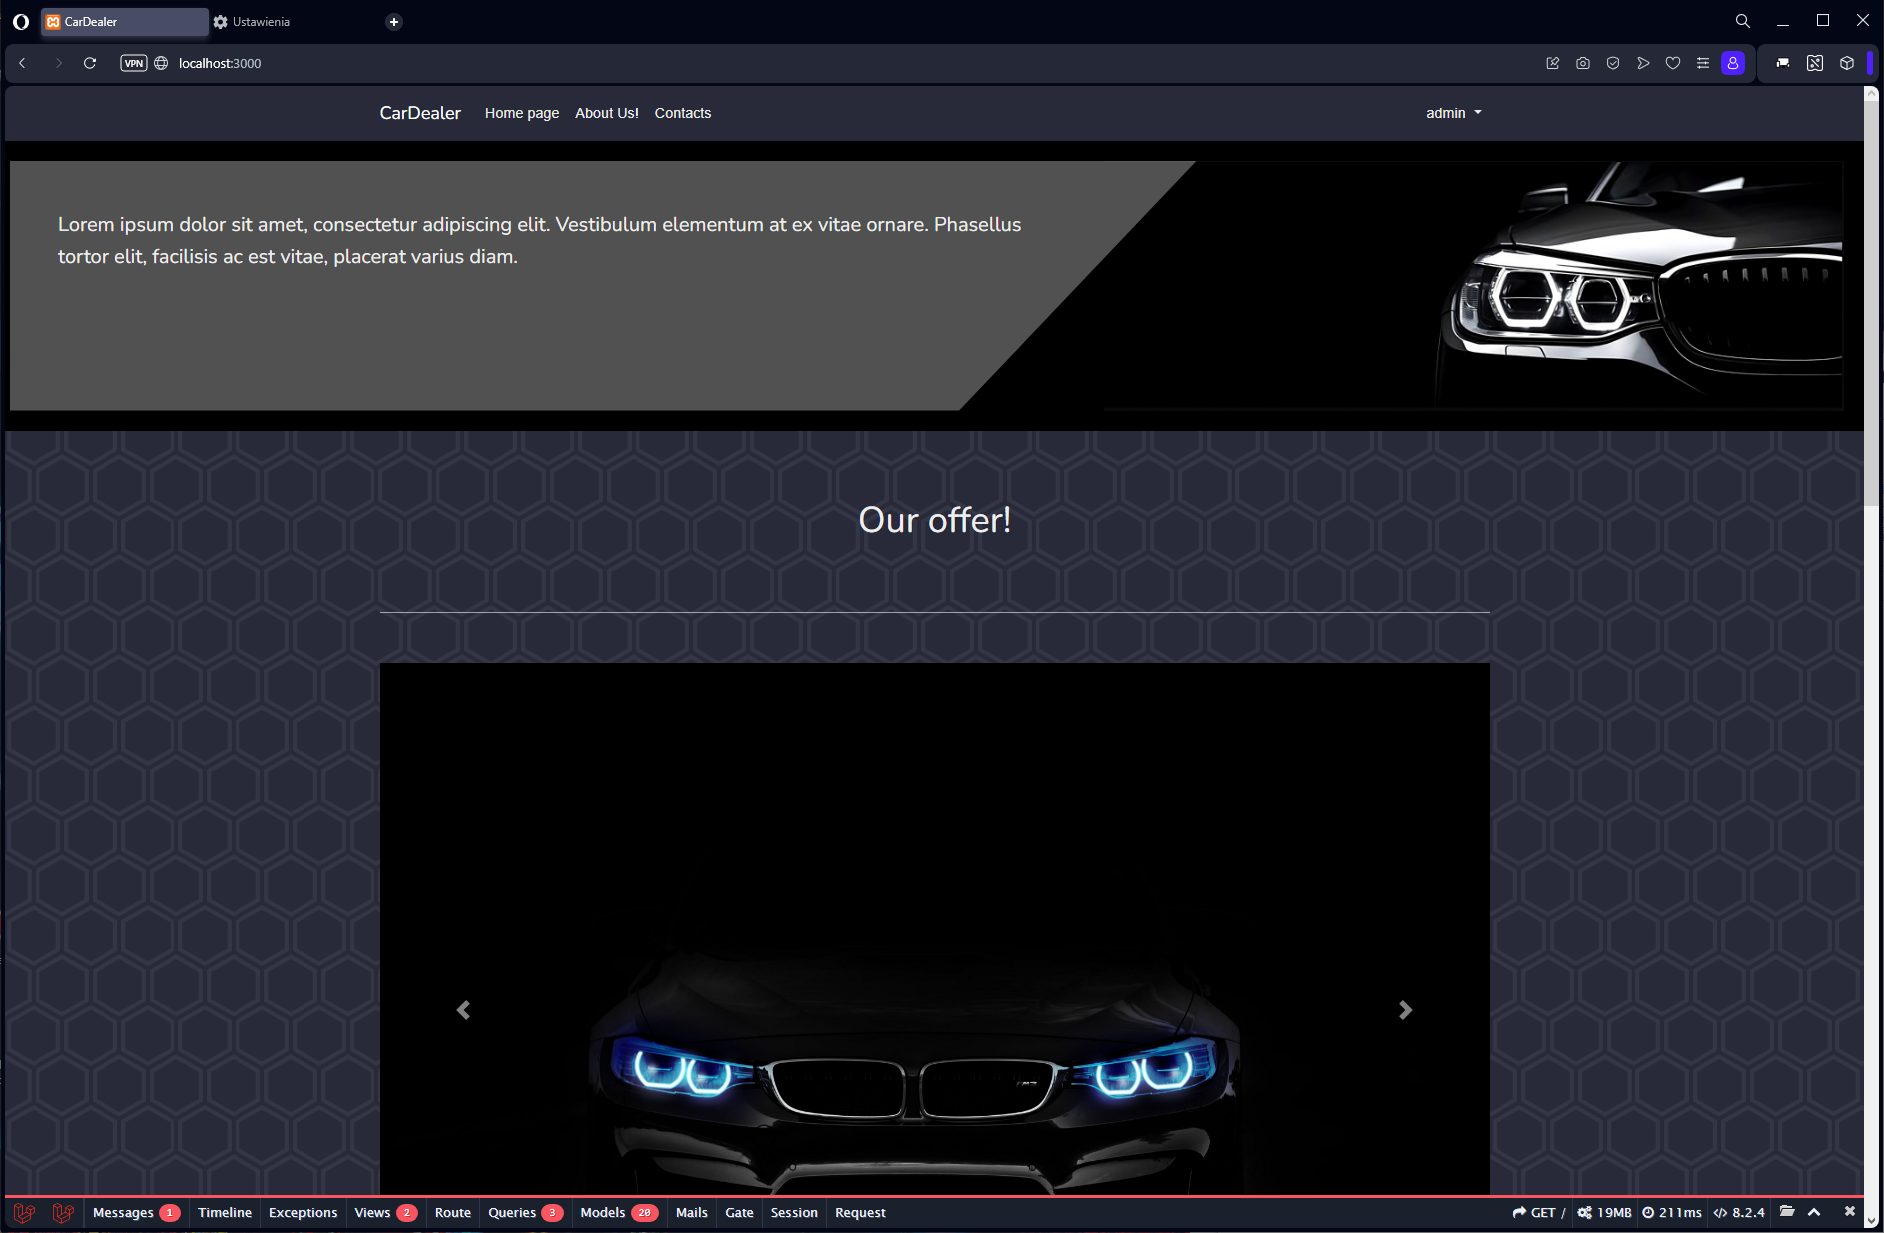 CarDealer
Ustawienia
VPN
localhost:3000
CarDealer Home page About Us! Contacts admin
Lorem ipsum dolor sit amet, consectetur adipiscing elit. Vestibulum elementum at ex vitae ornare. Phasellus
tortor elit, facilisis ac est vitae, placerat varius diam.
Our offer!
Messages 1 Timeline Exceptions Views 2 Route Queries 3 Models 20 Mails Gate Session Request GET / 19MB 211ms 8.2.4